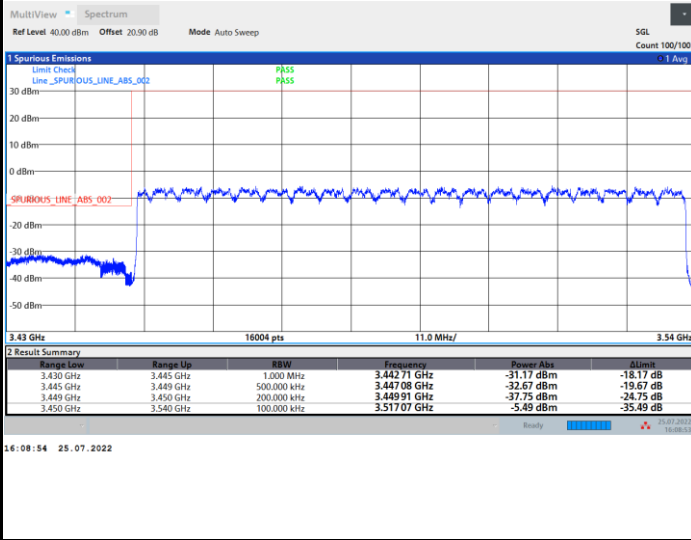 MultiView Spectrum
Ref Level 40.00 dBm Offset 20.90 dB Mode Auto Sweep SGL
Count 100/100
1 Spurious Emissions 1 Avg
Limit Check PASS
Line _SPURIOUS_LINE_ABS_002 PASS
30 dBm
20 dBm
10 dBm
0 dBm
_SPURIOUS_LINE_ABS_002
-20 dBm
-30 dBm
-40 dBm
-50 dBm
3.43 GHz 16004 pts 11.0 MHz/ 3.54 GHz
2 Result Summary
Range Low Range Up RBW Frequency Power Abs ΔLimit
3.430 GHz 3.445 GHz 1.000 MHz 3.442 71 GHz -31.17 dBm -18.17 dB
3.445 GHz 3.449 GHz 500.000 kHz 3.447 08 GHz -32.67 dBm -19.67 dB
3.449 GHz 3.450 GHz 200.000 kHz 3.449 91 GHz -37.75 dBm -24.75 dB
3.450 GHz 3.540 GHz 100.000 kHz 3.517 07 GHz -5.49 dBm -35.49 dB
Ready 25.07.2022
16:08:53
16:08:54 25.07.2022